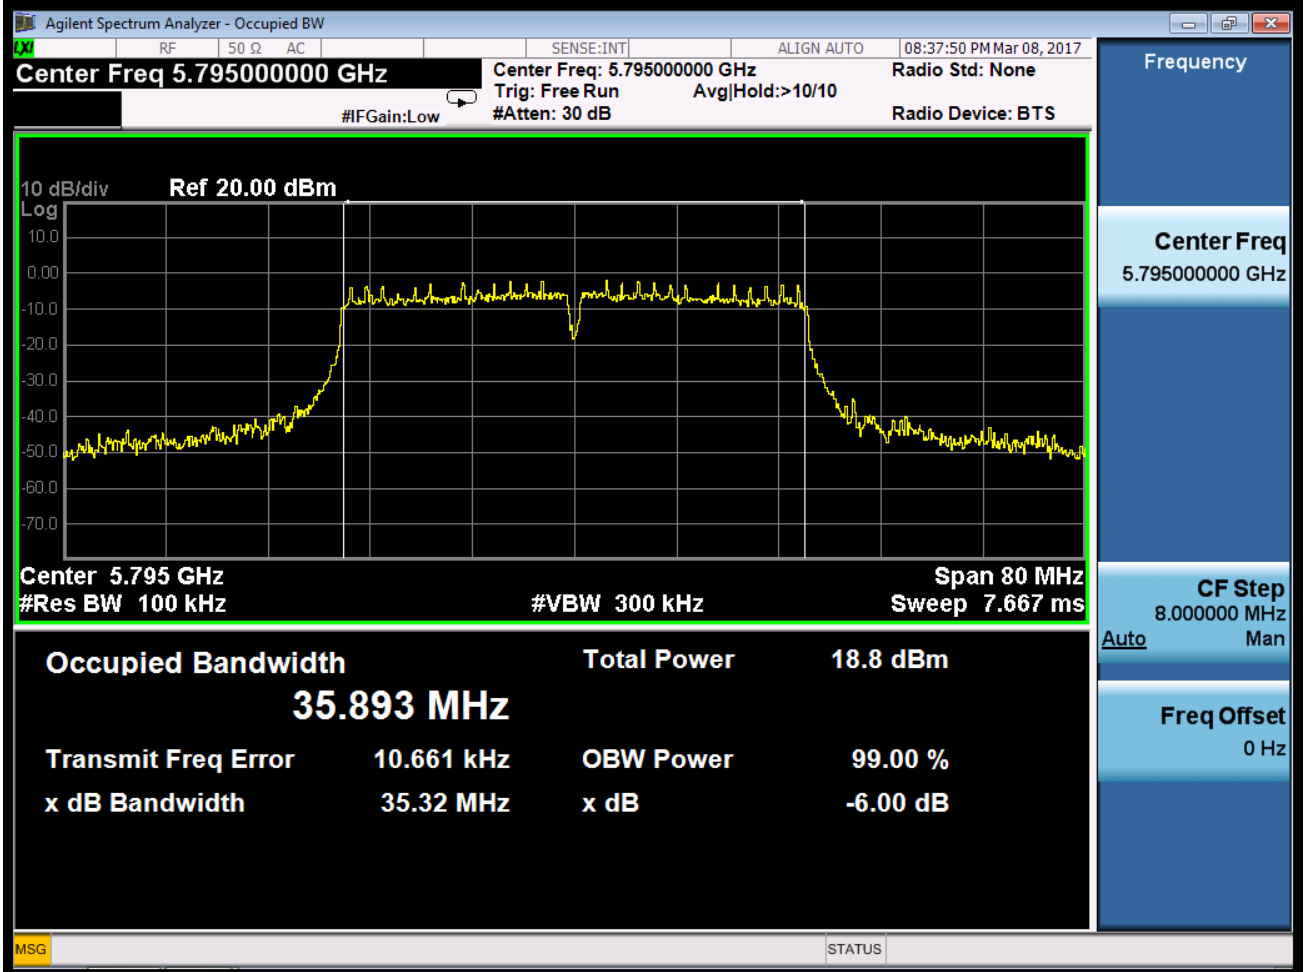 Agilent Spectrum Analyzer - Occupied BW
LXI
RF
50 Ω
AC
SENSE:INT
ALIGN AUTO
08:37:50 PM Mar 08, 2017
Center Freq 5.795000000 GHz
#IFGain:Low
Center Freq: 5.795000000 GHz
Trig: Free Run
Avg|Hold:>10/10
#Atten: 30 dB
Radio Std: None
Radio Device: BTS
10 dB/div
Ref 20.00 dBm
Log
10.0
0.00
-10.0
-20.0
-30.0
-40.0
-50.0
-60.0
-70.0
Center 5.795 GHz
Span 80 MHz
#Res BW 100 kHz
#VBW 300 kHz
Sweep 7.667 ms
Occupied Bandwidth
35.893 MHz
Total Power
18.8 dBm
Transmit Freq Error
10.661 kHz
OBW Power
99.00 %
x dB Bandwidth
35.32 MHz
x dB
-6.00 dB
Frequency
Center Freq
5.795000000 GHz
CF Step
8.000000 MHz
Auto
Man
Freq Offset
0 Hz
MSG
STATUS